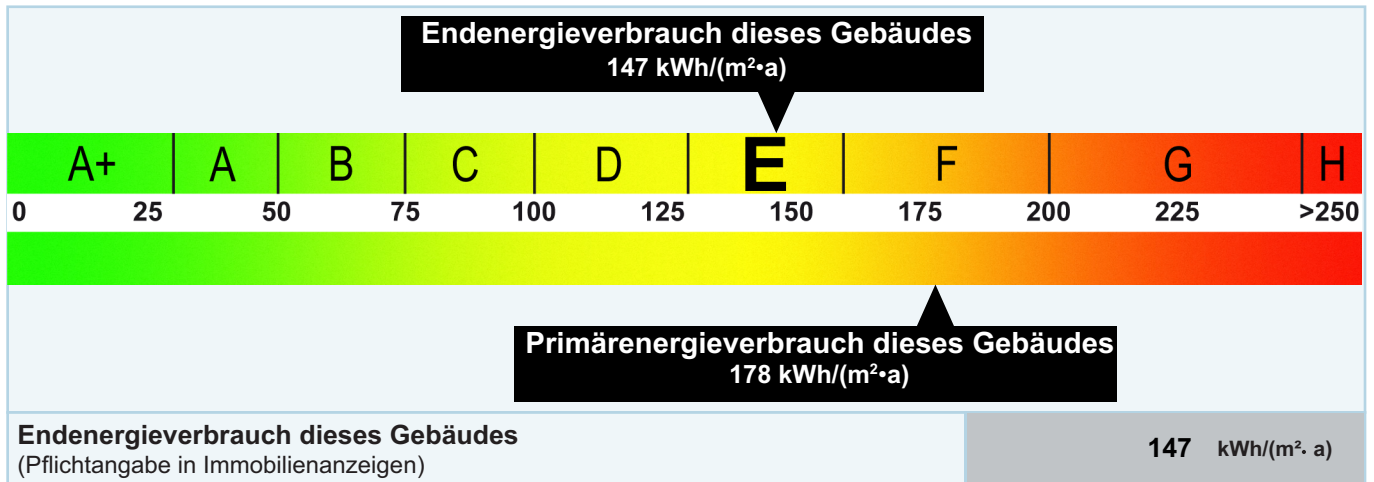 Endenergieverbrauch dieses Gebäudes
147 kWh/(m²•a)
A+ A B C D E F G H
0 25 50 75 100 125 150 175 200 225 >250
Primärenergieverbrauch dieses Gebäudes
178 kWh/(m²•a)
Endenergieverbrauch dieses Gebäudes
(Pflichtangabe in Immobilienanzeigen)
147 kWh/(m²· a)